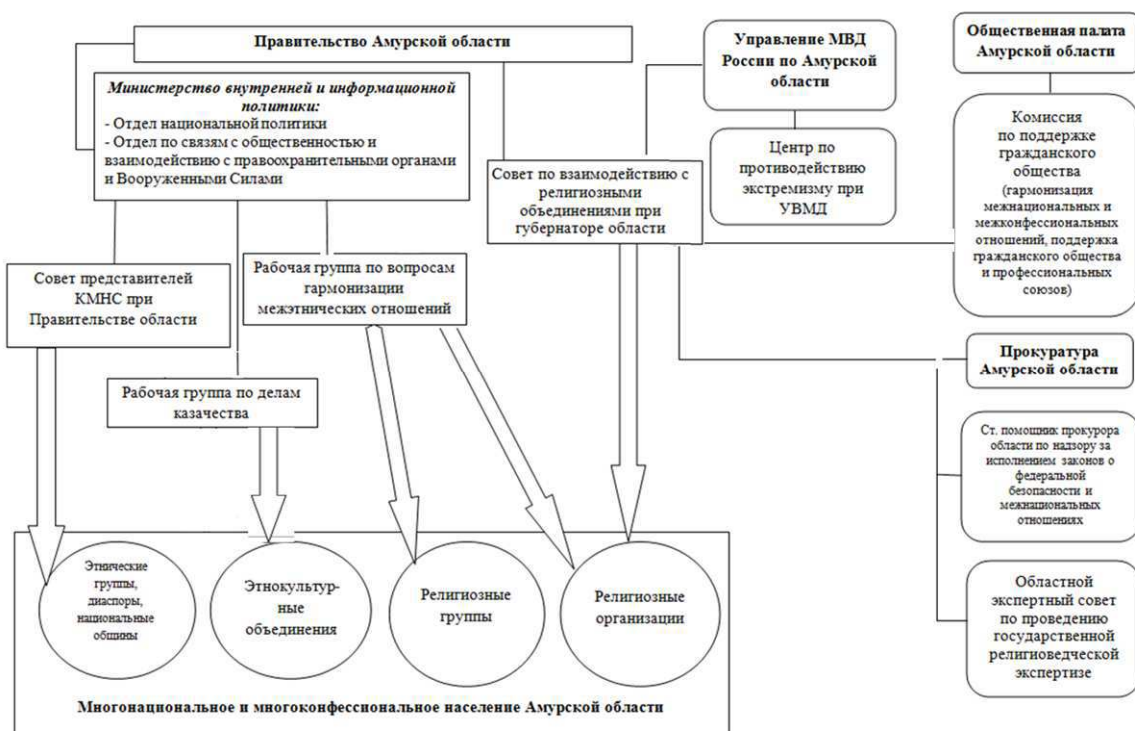 Правительство Амурской области
Министерство внутренней и информационной
политики:
- Отдел национальной политики
- Отдел по связям с общественностью и
взаимодействию с правоохранительными органами
и Вооруженными Силами
Управление МВД
России по Амурской
области
Общественная палата
Амурской области
Центр по
противодействию
экстремизму при
УВМД
Комиссия
по поддержке
гражданского
общества
(гармонизация
межнациональных и
межконфессиональных
отношений, поддержка
гражданского общества
и профессиональных
союзов)
Совет по взаимодействию с
религиозными
объединениями при
губернаторе области
Совет представителей
КМНС при
Правительстве области
Рабочая группа по вопросам
гармонизации
межэтнических отношений
Рабочая группа по делам
казачества
Прокуратура
Амурской области
Ст. помощник прокурора
области по надзору за
исполнением законов о
федеральной
безопасности и
межнациональных
отношениях
Областной
экспертный совет
по проведению
государственной
религиоведческой
экспертизе
Этнические
группы,
диаспоры,
национальные
общины
Этнокультур-
ные
объединения
Религиозные
группы
Религиозные
организации
Многонациональное и многоконфессиональное население Амурской области